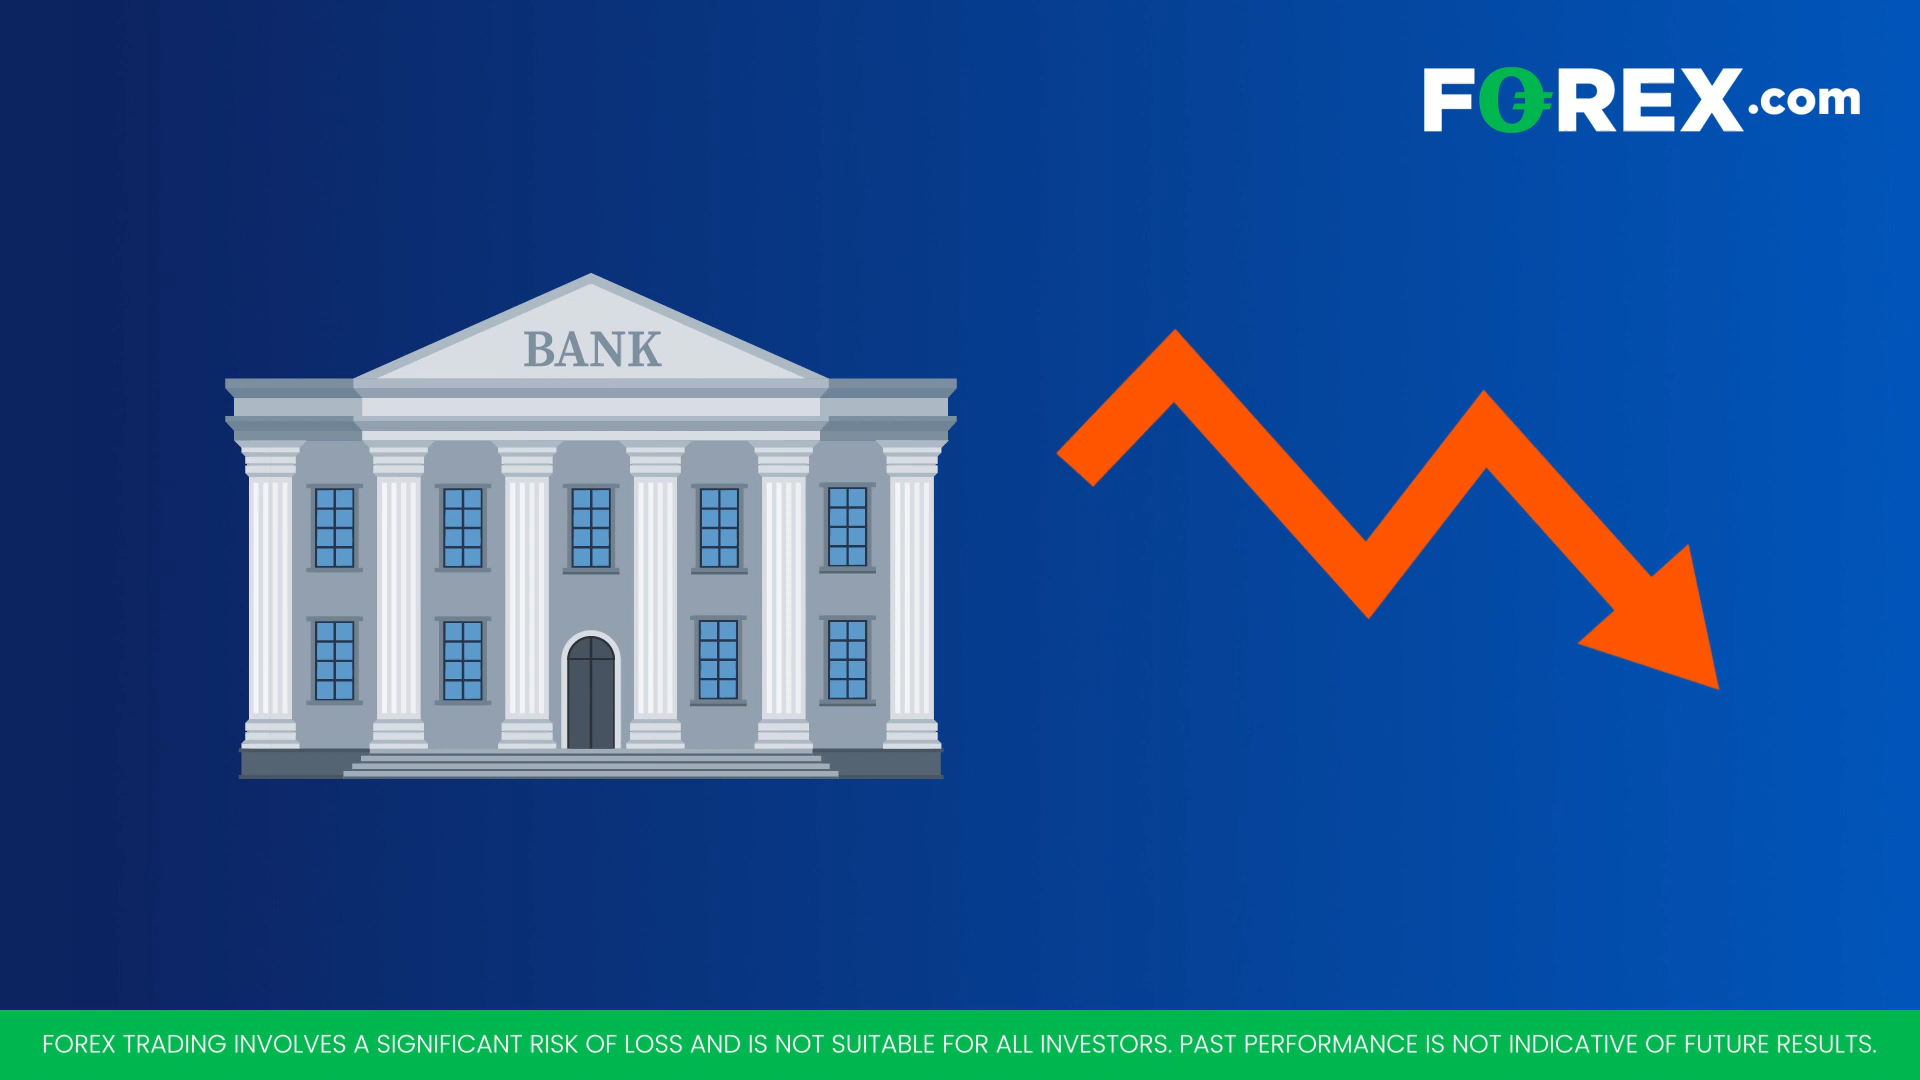 FOREX.com
BANK
FOREX TRADING INVOLVES A SIGNIFICANT RISK OF LOSS AND IS NOT SUITABLE FOR ALL INVESTORS. PAST PERFORMANCE IS NOT INDICATIVE OF FUTURE RESULTS.